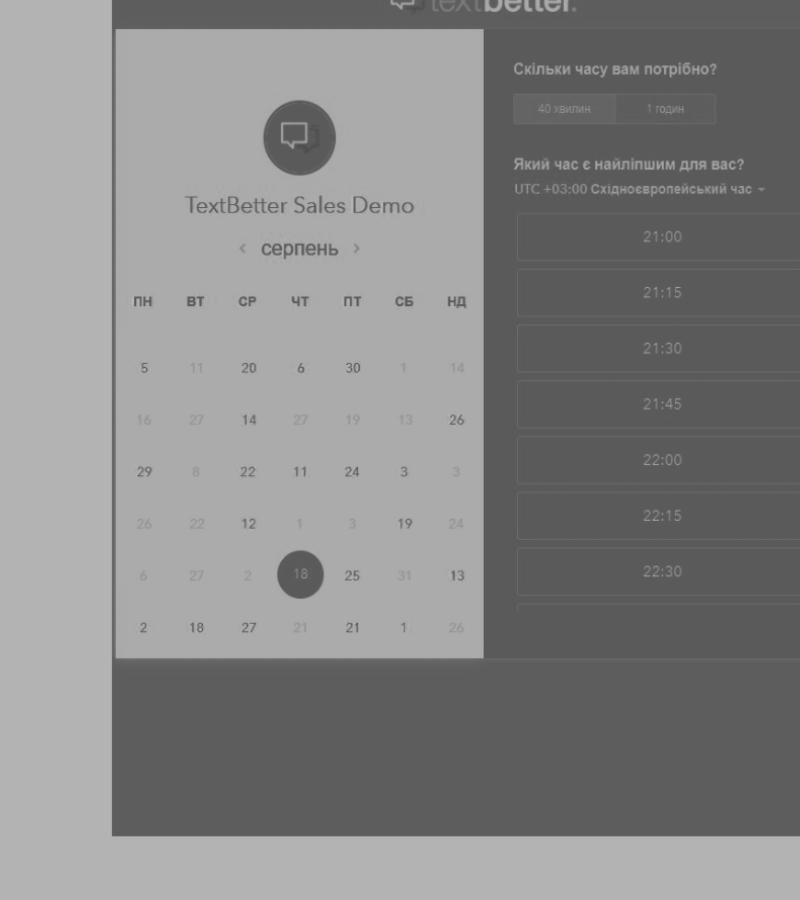 textbetter.
TextBetter Sales Demo
‹ серпень ›
ПН ВТ СР ЧТ ПТ СБ НД
5 11 20 6 30 1 14
16 27 14 27 19 13 26
29 8 22 11 24 3 3
26 22 12 1 3 19 24
6 27 2 18 25 31 13
2 18 27 21 21 1 26
Скільки часу вам потрібно?
40 хвилин 1 годин
Який час є найліпшим для вас?
UTC +03:00 Східноєвропейський час
21:00
21:15
21:30
21:45
22:00
22:15
22:30